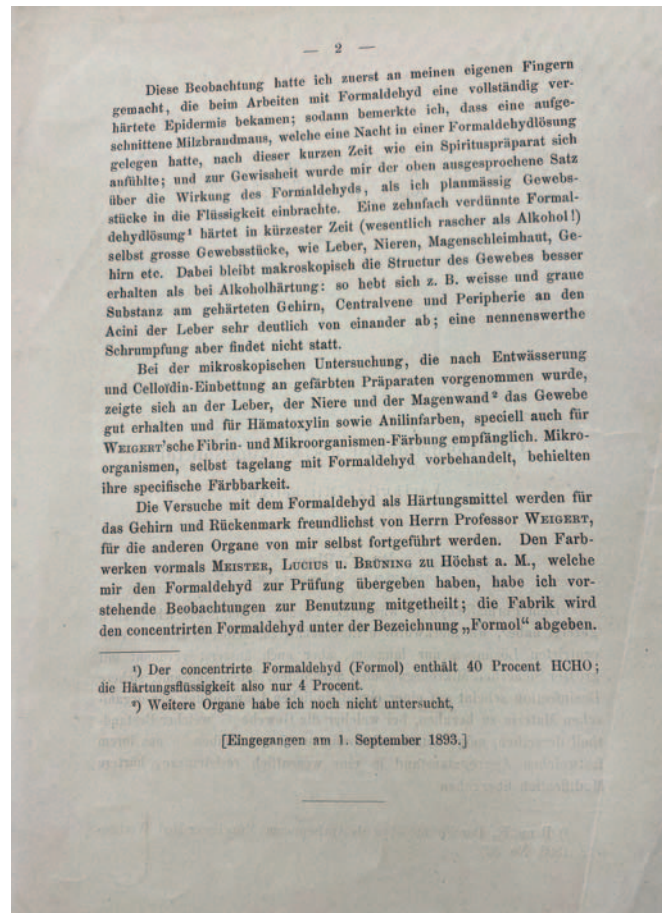 — 2 —
Diese Beobachtung hatte ich zuerst an meinen eigenen Fingern
gemacht, die beim Arbeiten mit Formaldehyd eine vollständig ver-
härtete Epidermis bekamen; sodann bemerkte ich, dass eine aufge-
schnittene Milzbrandmaus, welche eine Nacht in einer Formaldehydlösung
gelegen hatte, nach dieser kurzen Zeit wie ein Spirituspräparat sich
anfühlte; und zur Gewissheit wurde mir der oben ausgesprochene Satz
über die Wirkung des Formaldehyds, als ich planmässig Gewebs-
stücke in die Flüssigkeit einbrachte. Eine zehnfach verdünnte Formal-
dehydlösung¹ härtet in kürzester Zeit (wesentlich rascher als Alkohol!)
selbst grosse Gewebsstücke, wie Leber, Nieren, Magenschleimhaut, Ge-
hirn etc. Dabei bleibt makroskopisch die Structur des Gewebes besser
erhalten als bei Alkoholhärtung: so hebt sich z. B. weisse und graue
Substanz am gehärteten Gehirn, Centralvene und Peripherie an den
Acini der Leber sehr deutlich von einander ab; eine nennenswerthe
Schrumpfung aber findet nicht statt.
Bei der mikroskopischen Untersuchung, die nach Entwässerung
und Celloïdin-Einbettung an gefärbten Präparaten vorgenommen wurde,
zeigte sich an der Leber, der Niere und der Magenwand² das Gewebe
gut erhalten und für Hämatoxylin sowie Anilinfarben, speciell auch für
WEIGERT'sche Fibrin- und Mikroorganismen-Färbung empfänglich. Mikro-
organismen, selbst tagelang mit Formaldehyd vorbehandelt, behielten
ihre specifische Färbbarkeit.
Die Versuche mit dem Formaldehyd als Härtungsmittel werden für
das Gehirn und Rückenmark freundlichst von Herrn Professor WEIGERT,
für die anderen Organe von mir selbst fortgeführt werden. Den Farb-
werken vormals MEISTER, LUCIUS u. BRÜNING zu Höchst a. M., welche
mir den Formaldehyd zur Prüfung übergeben haben, habe ich vor-
stehende Beobachtungen zur Benutzung mitgetheilt; die Fabrik wird
den concentrirten Formaldehyd unter der Bezeichnung „Formol“ abgeben.
¹) Der concentrirte Formaldehyd (Formol) enthält 40 Procent HCHO;
die Härtungsflüssigkeit also nur 4 Procent.
²) Weitere Organe habe ich noch nicht untersucht,
[Eingegangen am 1. September 1893.]